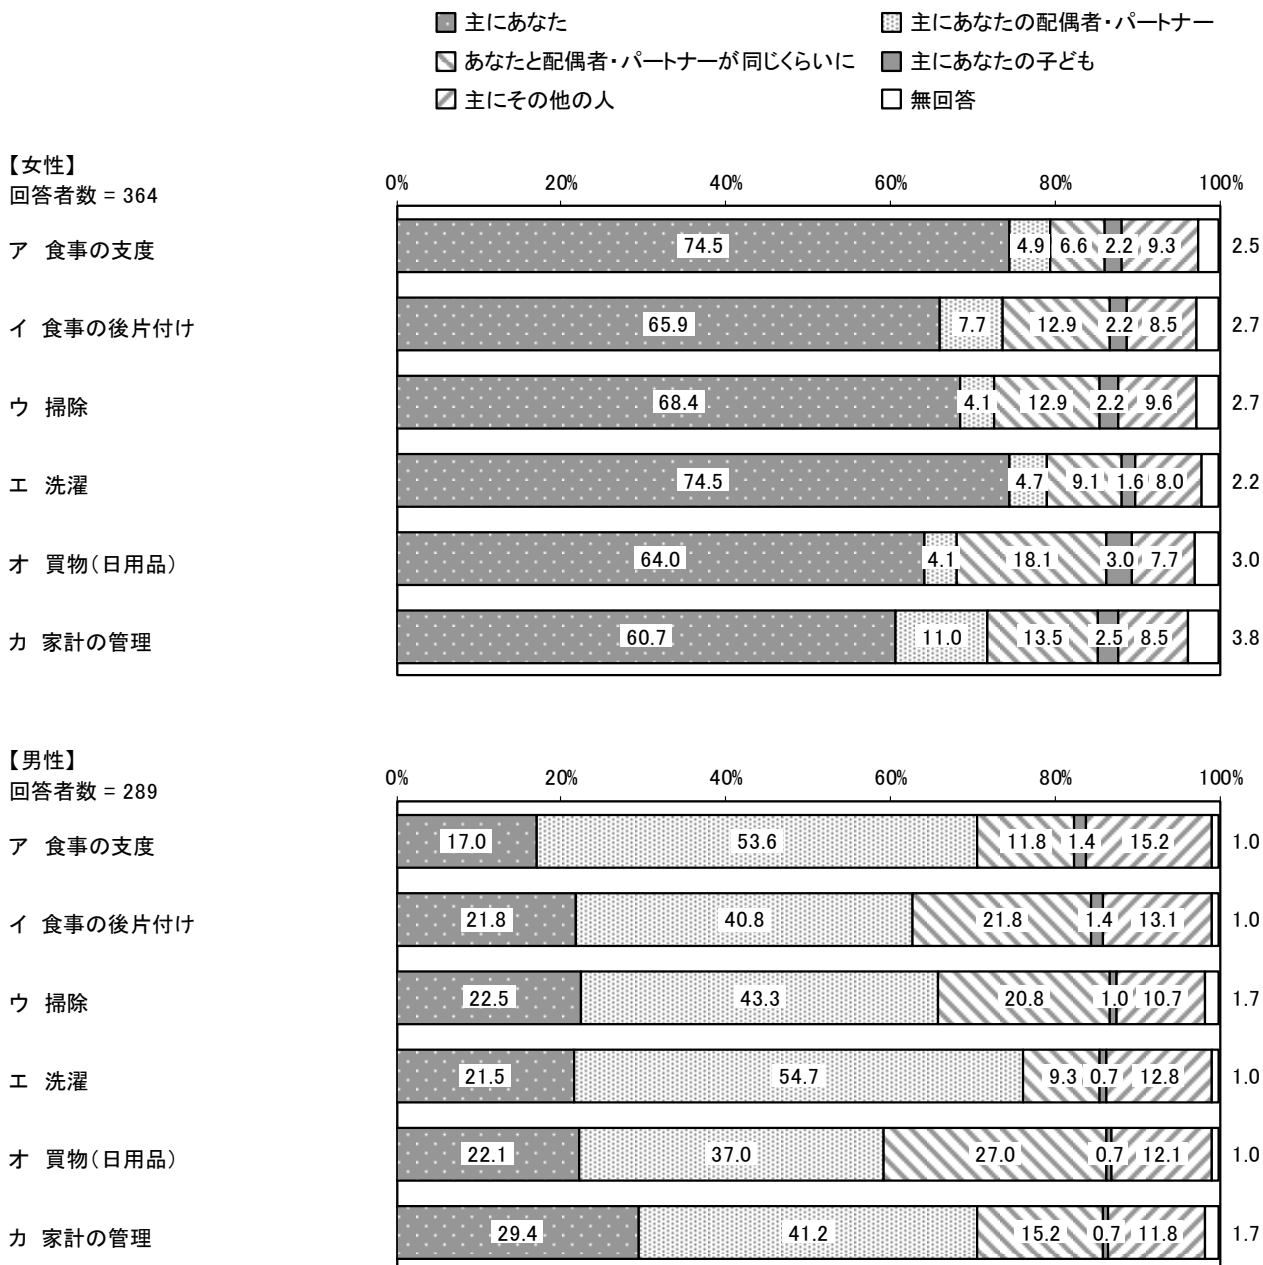 主にあなた 主にあなたの配偶者・パートナー
あなたと配偶者・パートナーが同じくらいに 主にあなたの子ども
主にその他の人 無回答
【女性】
回答者数 = 364
0% 20% 40% 60% 80% 100%
ア 食事の支度 74.5 4.9 6.6 2.2 9.3 2.5
イ 食事の後片付け 65.9 7.7 12.9 2.2 8.5 2.7
ウ 掃除 68.4 4.1 12.9 2.2 9.6 2.7
エ 洗濯 74.5 4.7 9.1 1.6 8.0 2.2
オ 買物(日用品) 64.0 4.1 18.1 3.0 7.7 3.0
カ 家計の管理 60.7 11.0 13.5 2.5 8.5 3.8
【男性】
回答者数 = 289
0% 20% 40% 60% 80% 100%
ア 食事の支度 17.0 53.6 11.8 1.4 15.2 1.0
イ 食事の後片付け 21.8 40.8 21.8 1.4 13.1 1.0
ウ 掃除 22.5 43.3 20.8 1.0 10.7 1.7
エ 洗濯 21.5 54.7 9.3 0.7 12.8 1.0
オ 買物(日用品) 22.1 37.0 27.0 0.7 12.1 1.0
カ 家計の管理 29.4 41.2 15.2 0.7 11.8 1.7